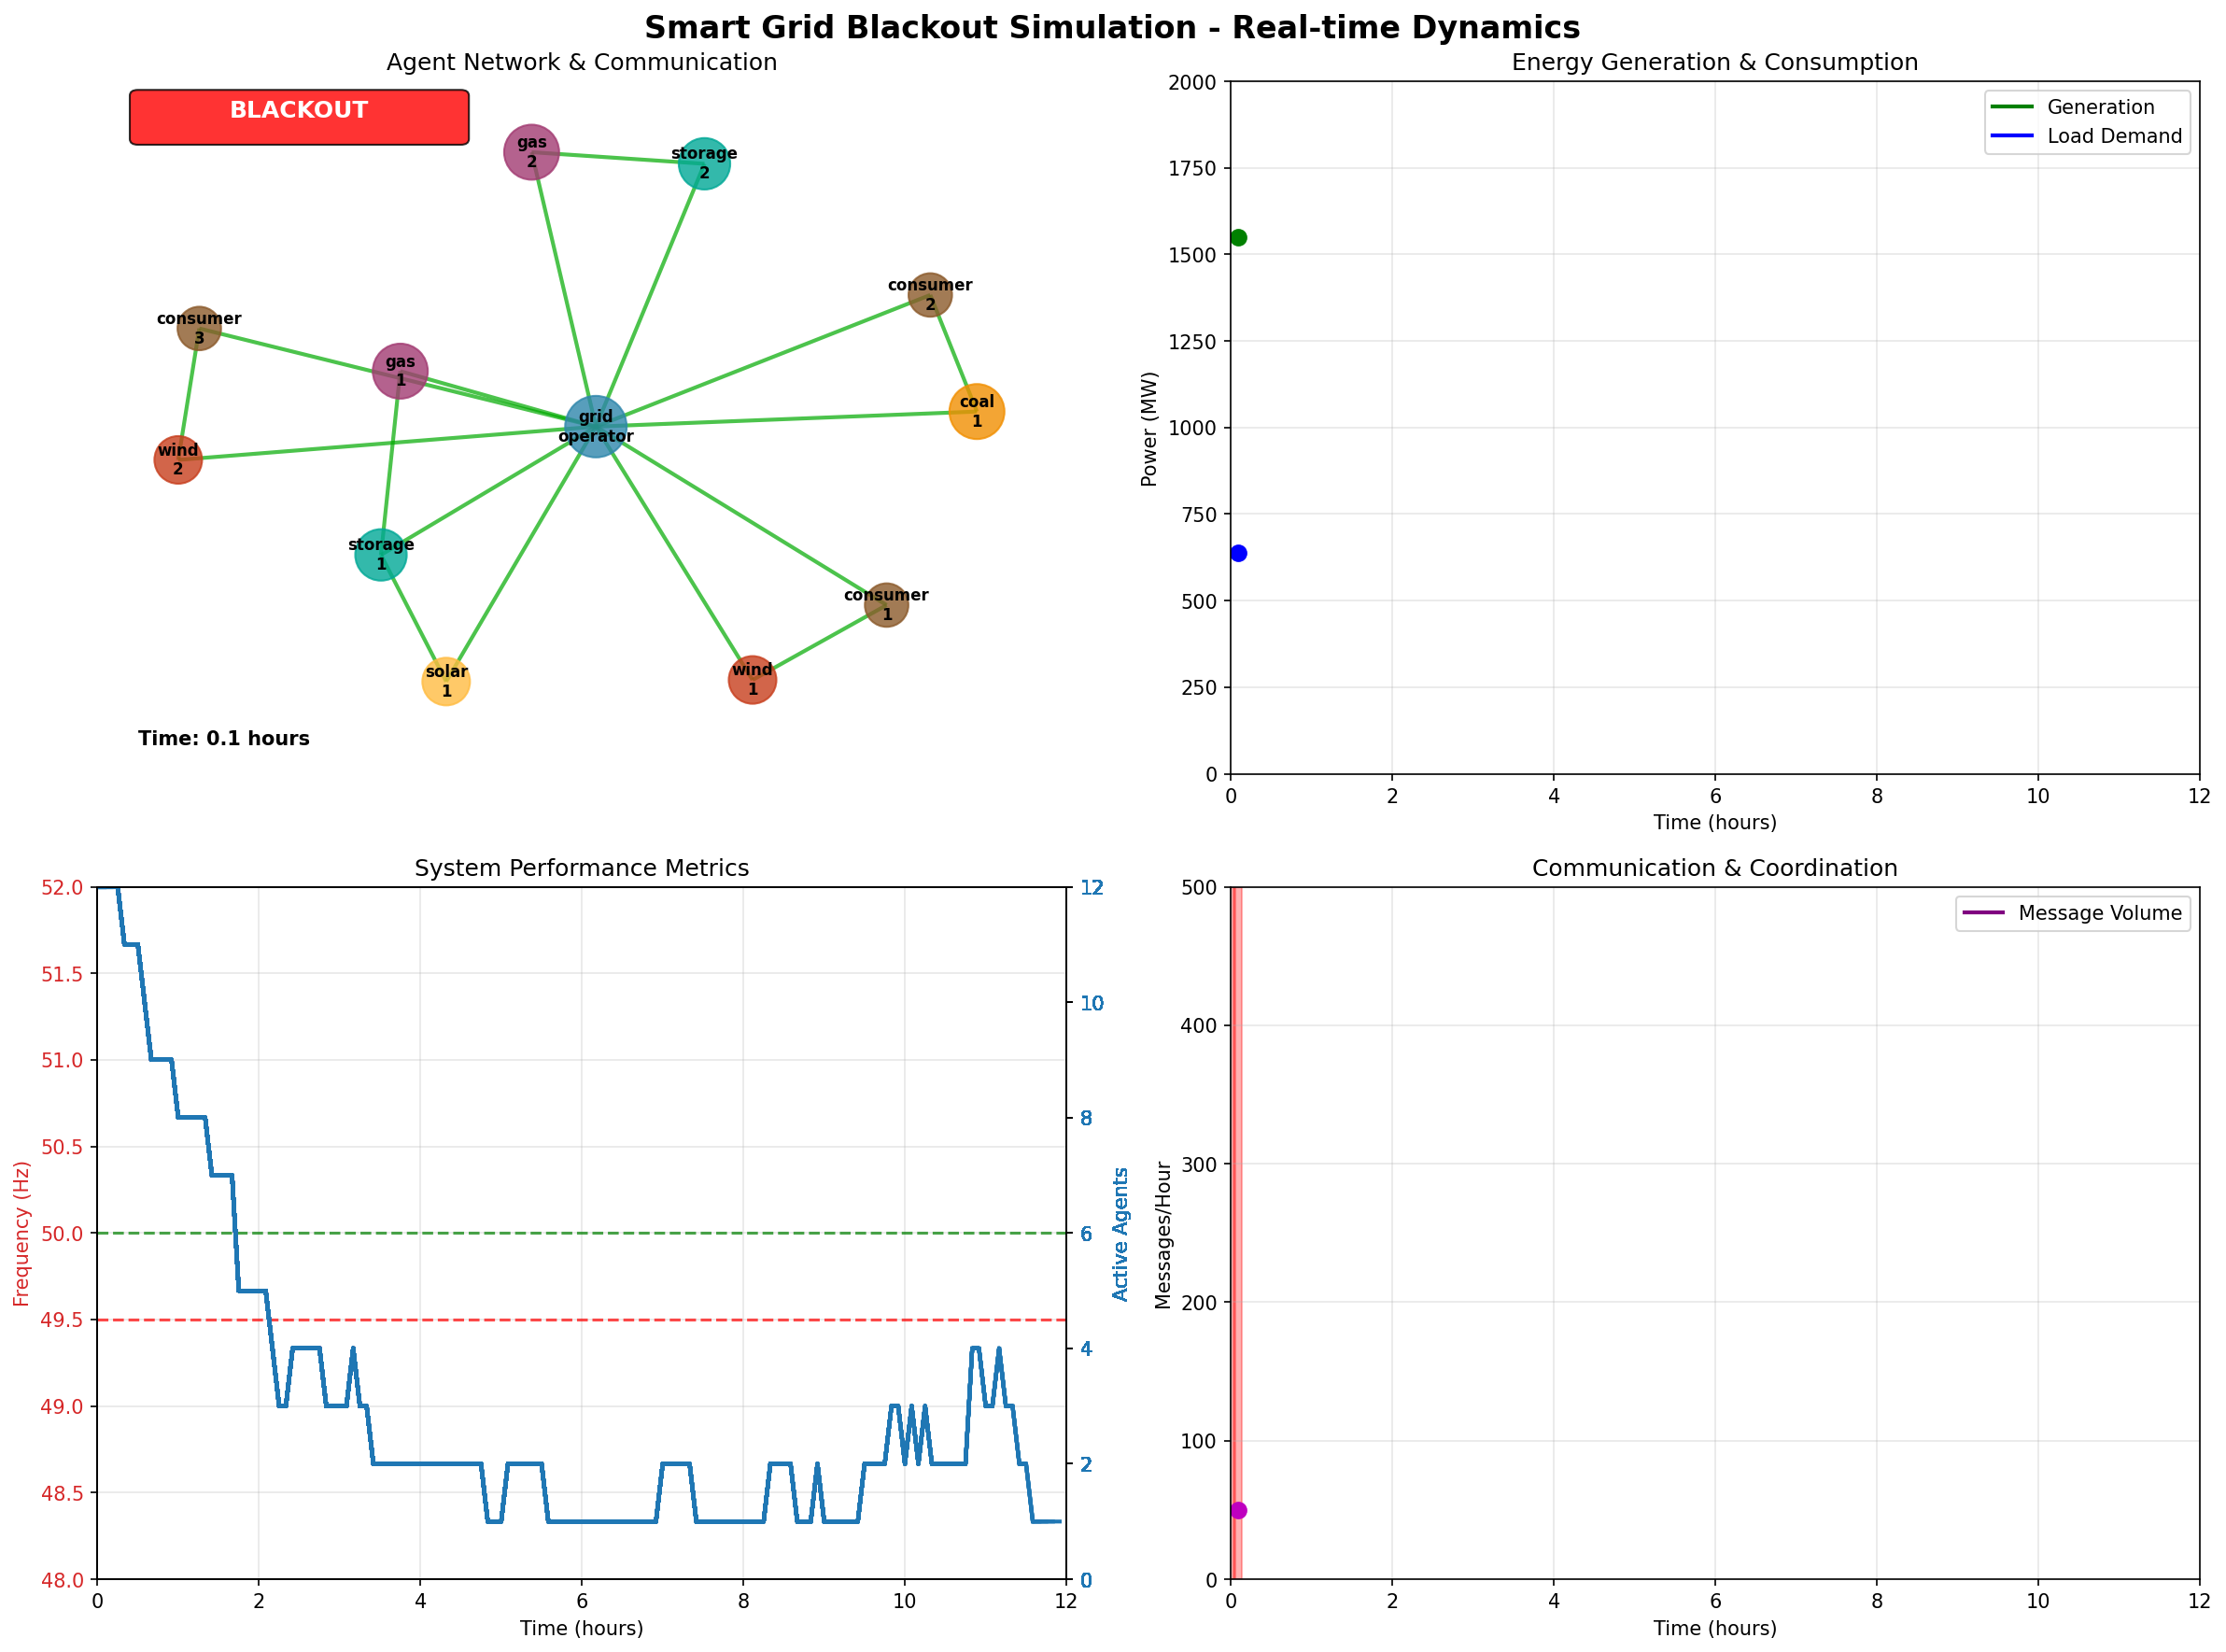 Smart Grid Blackout Simulation - Real-time Dynamics
Agent Network & Communication
BLACKOUT
gas
2
storage
2
consumer
2
consumer
3
gas
1
coal
1
grid
operator
wind
2
storage
1
consumer
1
solar
1
wind
1
Time: 0.1 hours
Energy Generation & Consumption
Generation
Load Demand
Power (MW)
2000
1750
1500
1250
1000
750
500
250
0
0 2 4 6 8 10 12
Time (hours)
System Performance Metrics
Frequency (Hz)
52.0
51.5
51.0
50.5
50.0
49.5
49.0
48.5
48.0
12
10
8
6
4
2
0
Active Agents
0 2 4 6 8 10 12
Time (hours)
Communication & Coordination
Message Volume
Messages/Hour
500
400
300
200
100
0
0 2 4 6 8 10 12
Time (hours)